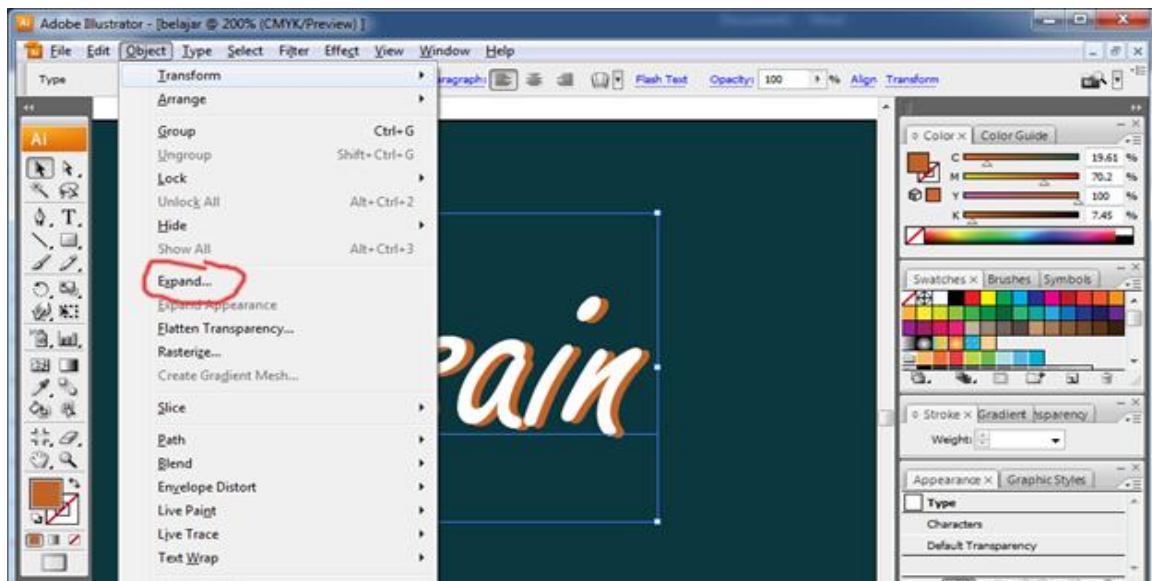 Adobe Illustrator - [belajar @ 200% (CMYK/Preview) ]
File Edit Object Type Select Filter Effect View Window Help
Type
aragraph: Flash Text Opacity: 100 % Align Transform
Transform
Arrange
Group Ctrl+G
Ungroup Shift+Ctrl+G
Lock
Unlock All Alt+Ctrl+2
Hide
Show All Alt+Ctrl+3
Expand...
Expand Appearance
Flatten Transparency...
Rasterize...
Create Gradient Mesh...
Slice
Path
Blend
Envelope Distort
Live Paint
Live Trace
Text Wrap
Ai
T
ain
Color Color Guide
C 19.61 %
M 70.2 %
Y 100 %
K 7.45 %
Swatches Brushes Symbols
Stroke Gradient nsparency
Weight:
Appearance Graphic Styles
Type
Characters
Default Transparency